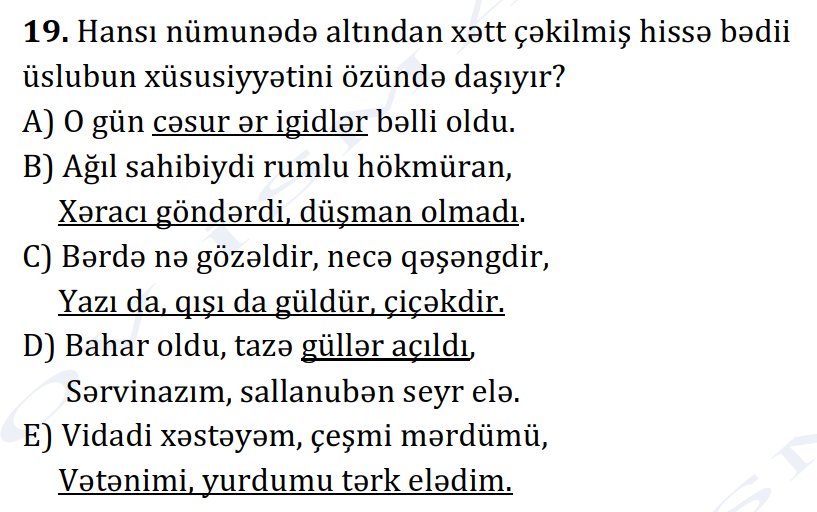 19. Hansı nümunədə altından xətt çəkilmiş hissə bədii
üslubun xüsusiyyətini özündə daşıyır?
A) O gün cəsur ər igidlər bəlli oldu.
B) Ağıl sahibiydi rumlu hökmüran,
Xəracı göndərdi, düşman olmadı.
C) Bərdə nə gözəldir, necə qəşəngdir,
Yazı da, qışı da güldür, çiçəkdir.
D) Bahar oldu, tazə güllər açıldı,
Sərvinazım, sallanubən seyr elə.
E) Vidadi xəstəyəm, çeşmi mərdümü,
Vətənimi, yurdumu tərk elədim.